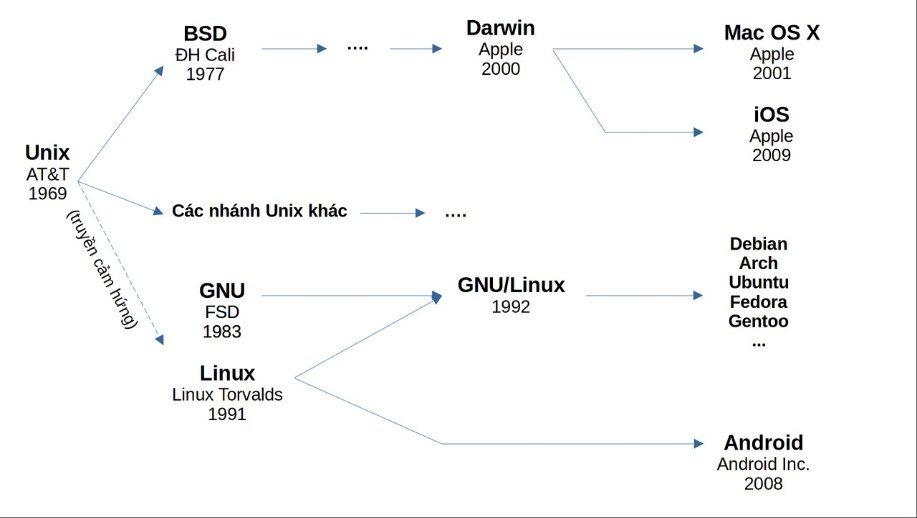 BSD
ĐH Cali
1977
....
Darwin
Apple
2000
Mac OS X
Apple
2001
iOS
Apple
2009
Unix
AT&T
1969
(truyền cảm hứng)
Các nhánh Unix khác
....
GNU
FSD
1983
GNU/Linux
1992
Debian
Arch
Ubuntu
Fedora
Gentoo
...
Linux
Linux Torvalds
1991
Android
Android Inc.
2008